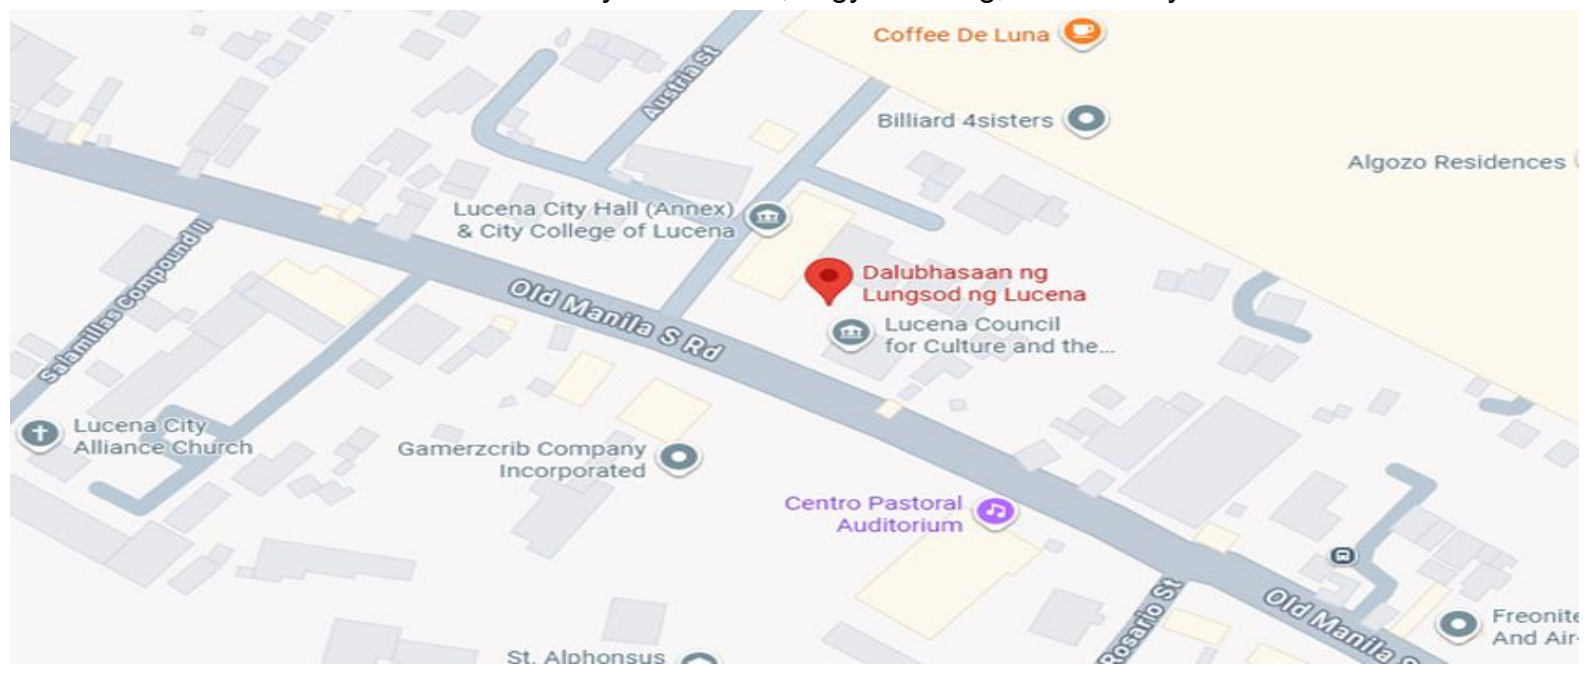 Coffee De Luna
Austria St
Billiard 4sisters
Algozo Residences
Lucena City Hall (Annex)
& City College of Lucena
Salamillas Compound II
Dalubhasaan ng
Lungsod ng Lucena
Old Manila S Rd
Lucena Council
for Culture and the...
Lucena City
Alliance Church
Gamerzcrib Company
Incorporated
Centro Pastoral
Auditorium
Rosario St
Old Manila S
Freonite
And Air-
St. Alphonsus